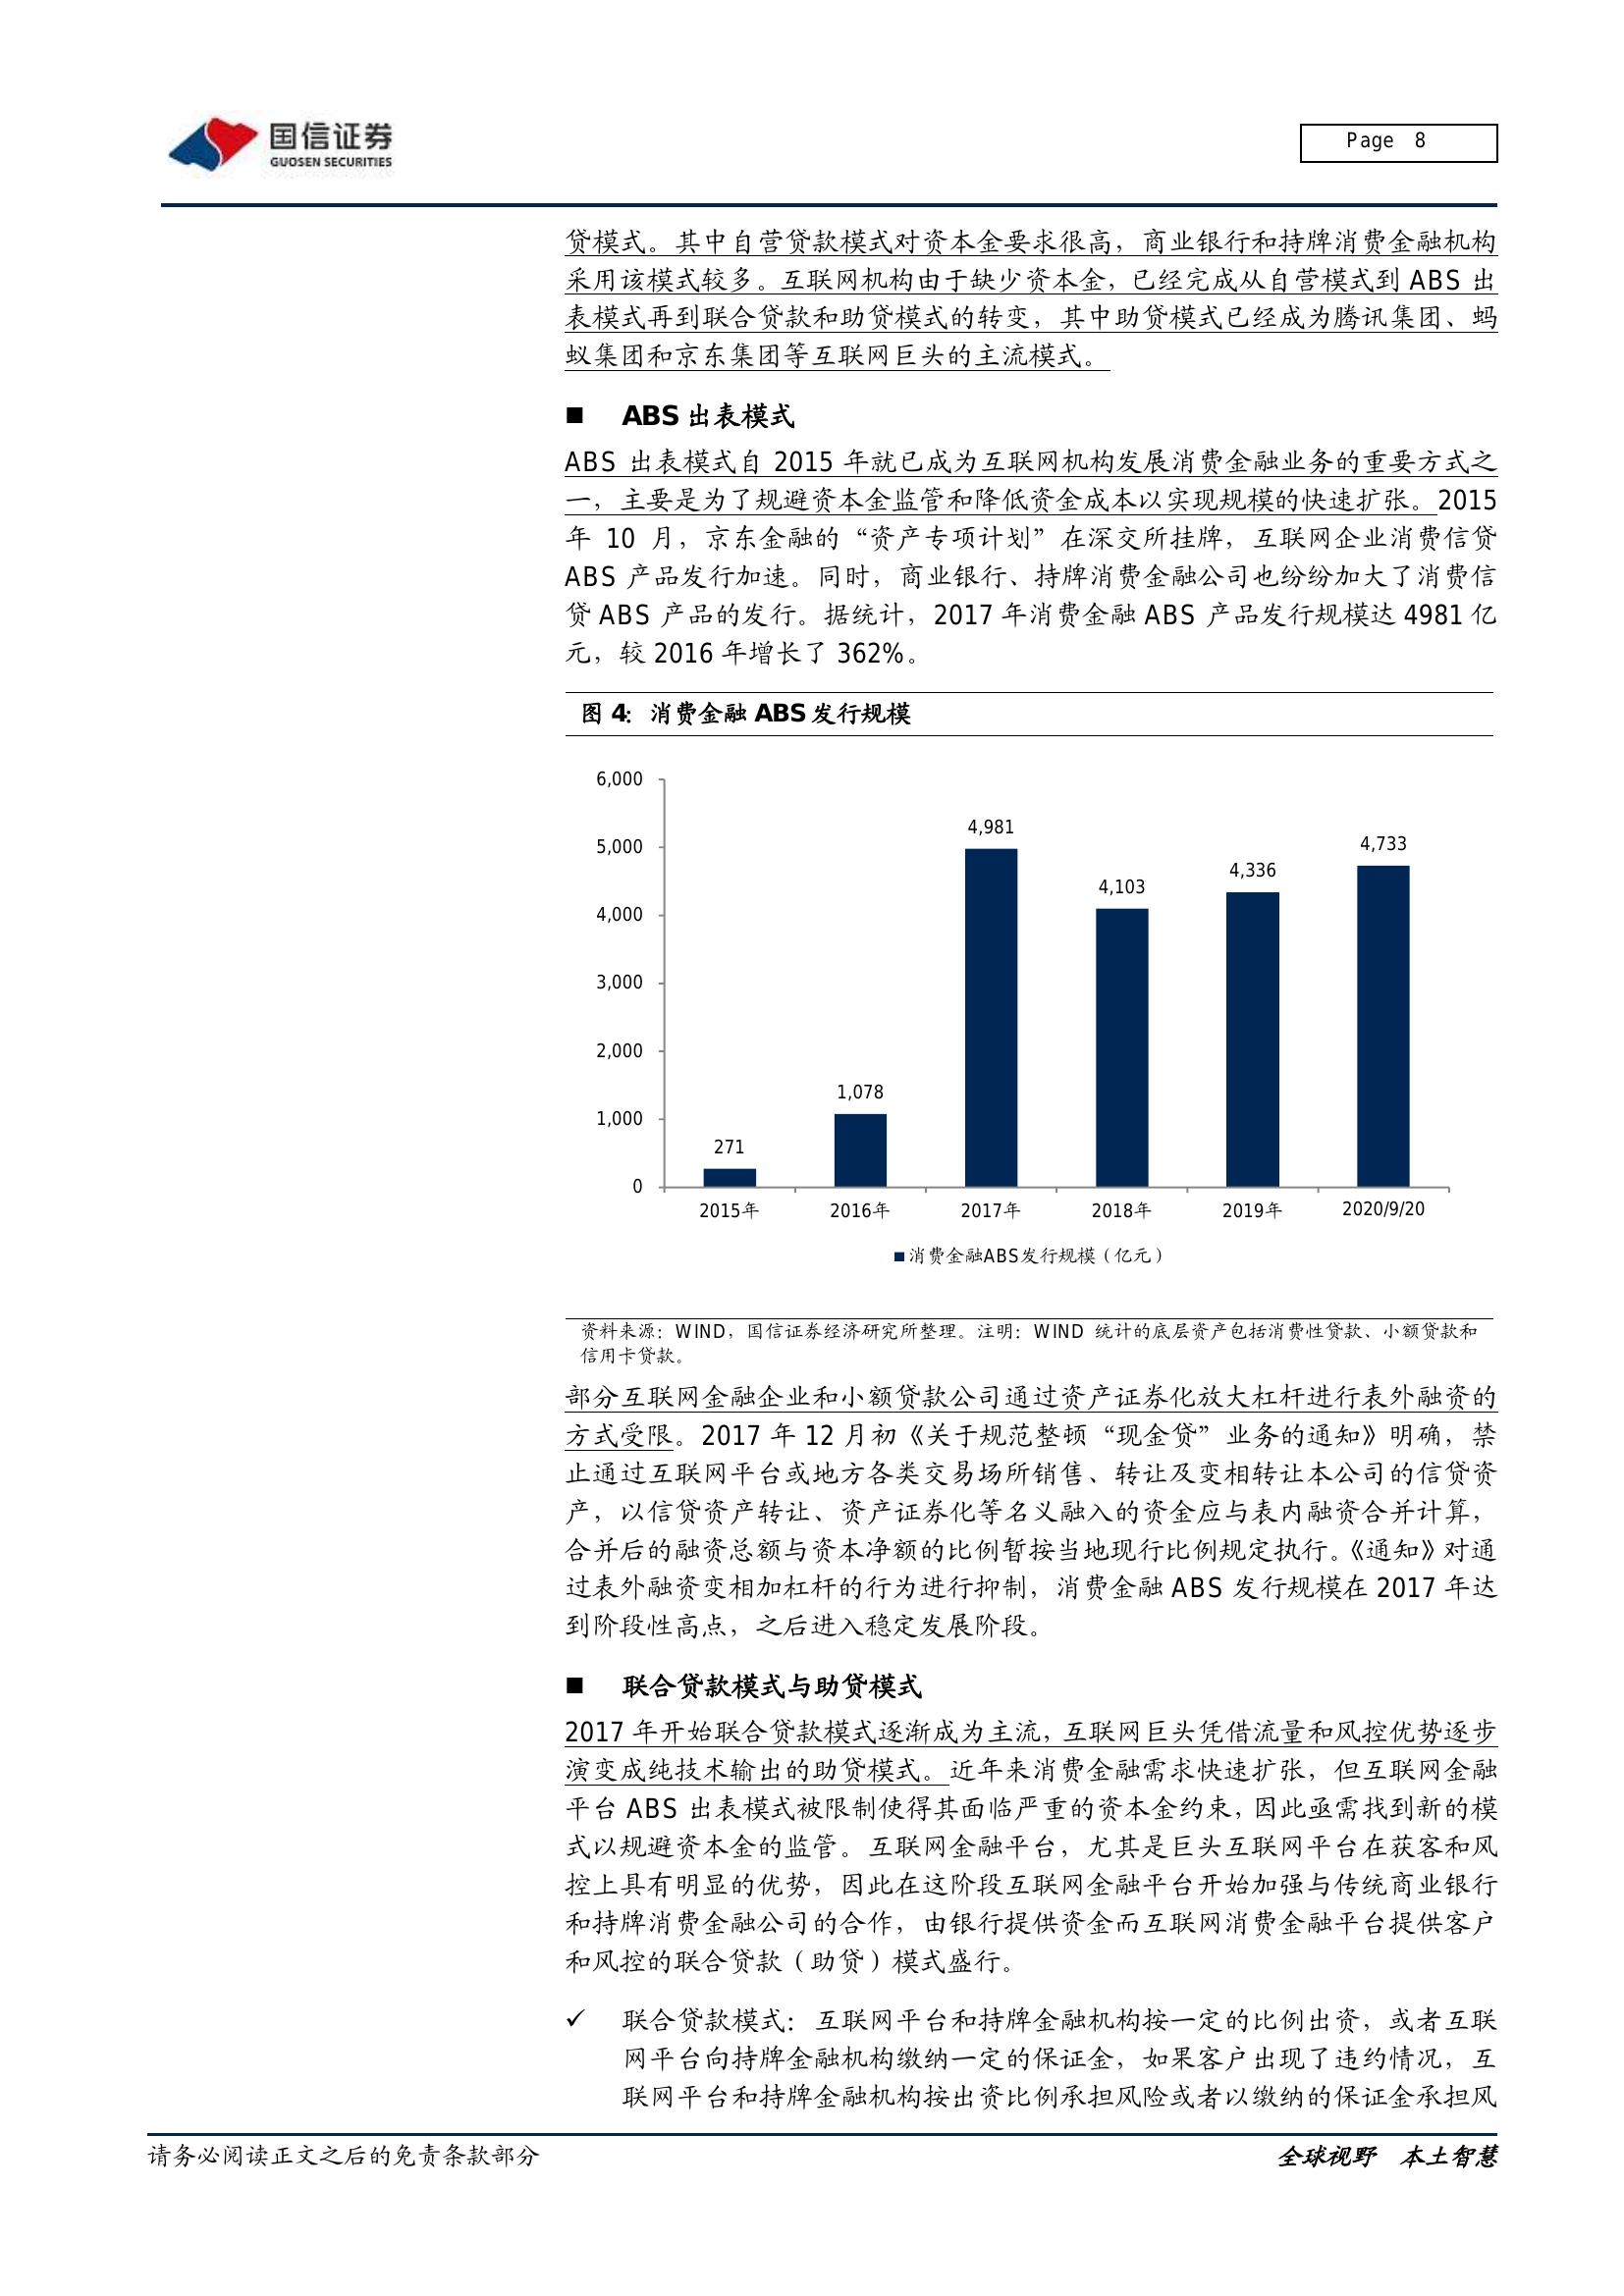 国信证券
GUOSEN SECURITIES
Page 8
贷模式。其中自营贷款模式对资本金要求很高，商业银行和持牌消费金融机构
采用该模式较多。互联网机构由于缺少资本金，已经完成从自营模式到 ABS 出
表模式再到联合贷款和助贷模式的转变，其中助贷模式已经成为腾讯集团、蚂
蚁集团和京东集团等互联网巨头的主流模式。
■ ABS 出表模式
ABS 出表模式自 2015 年就已成为互联网机构发展消费金融业务的重要方式之
一，主要是为了规避资本金监管和降低资金成本以实现规模的快速扩张。2015
年 10 月，京东金融的“资产专项计划”在深交所挂牌，互联网企业消费信贷
ABS 产品发行加速。同时，商业银行、持牌消费金融公司也纷纷加大了消费信
贷 ABS 产品的发行。据统计，2017 年消费金融 ABS 产品发行规模达 4981 亿
元，较 2016 年增长了 362%。
图 4：消费金融 ABS 发行规模
6,000
5,000
4,000
3,000
2,000
1,000
0
271
1,078
4,981
4,103
4,336
4,733
2015年 2016年 2017年 2018年 2019年 2020/9/20
■消费金融ABS发行规模（亿元）
资料来源：WIND，国信证券经济研究所整理。注明：WIND 统计的底层资产包括消费性贷款、小额贷款和
信用卡贷款。
部分互联网金融企业和小额贷款公司通过资产证券化放大杠杆进行表外融资的
方式受限。2017 年 12 月初《关于规范整顿“现金贷”业务的通知》明确，禁
止通过互联网平台或地方各类交易场所销售、转让及变相转让本公司的信贷资
产，以信贷资产转让、资产证券化等名义融入的资金应与表内融资合并计算，
合并后的融资总额与资本净额的比例暂按当地现行比例规定执行。《通知》对通
过表外融资变相加杠杆的行为进行抑制，消费金融 ABS 发行规模在 2017 年达
到阶段性高点，之后进入稳定发展阶段。
■ 联合贷款模式与助贷模式
2017 年开始联合贷款模式逐渐成为主流，互联网巨头凭借流量和风控优势逐步
演变成纯技术输出的助贷模式。近年来消费金融需求快速扩张，但互联网金融
平台 ABS 出表模式被限制使得其面临严重的资本金约束，因此亟需找到新的模
式以规避资本金的监管。互联网金融平台，尤其是巨头互联网平台在获客和风
控上具有明显的优势，因此在这阶段互联网金融平台开始加强与传统商业银行
和持牌消费金融公司的合作，由银行提供资金而互联网消费金融平台提供客户
和风控的联合贷款（助贷）模式盛行。
✓ 联合贷款模式：互联网平台和持牌金融机构按一定的比例出资，或者互联
网平台向持牌金融机构缴纳一定的保证金，如果客户出现了违约情况，互
联网平台和持牌金融机构按出资比例承担风险或者以缴纳的保证金承担风
请务必阅读正文之后的免责条款部分
全球视野 本土智慧